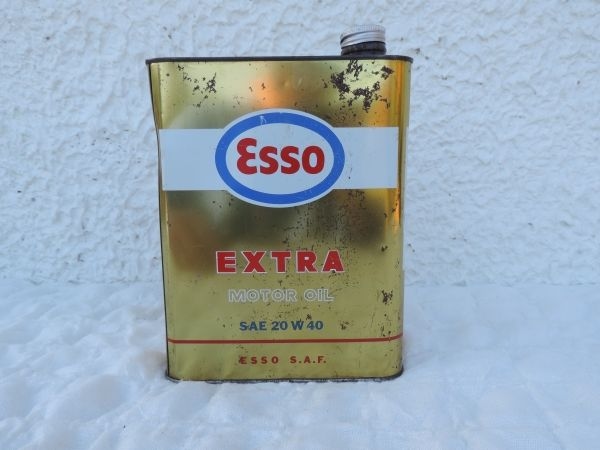 Esso
EXTRA
MOTOR OIL
SAE 20 W 40
ESSO S.A.F.